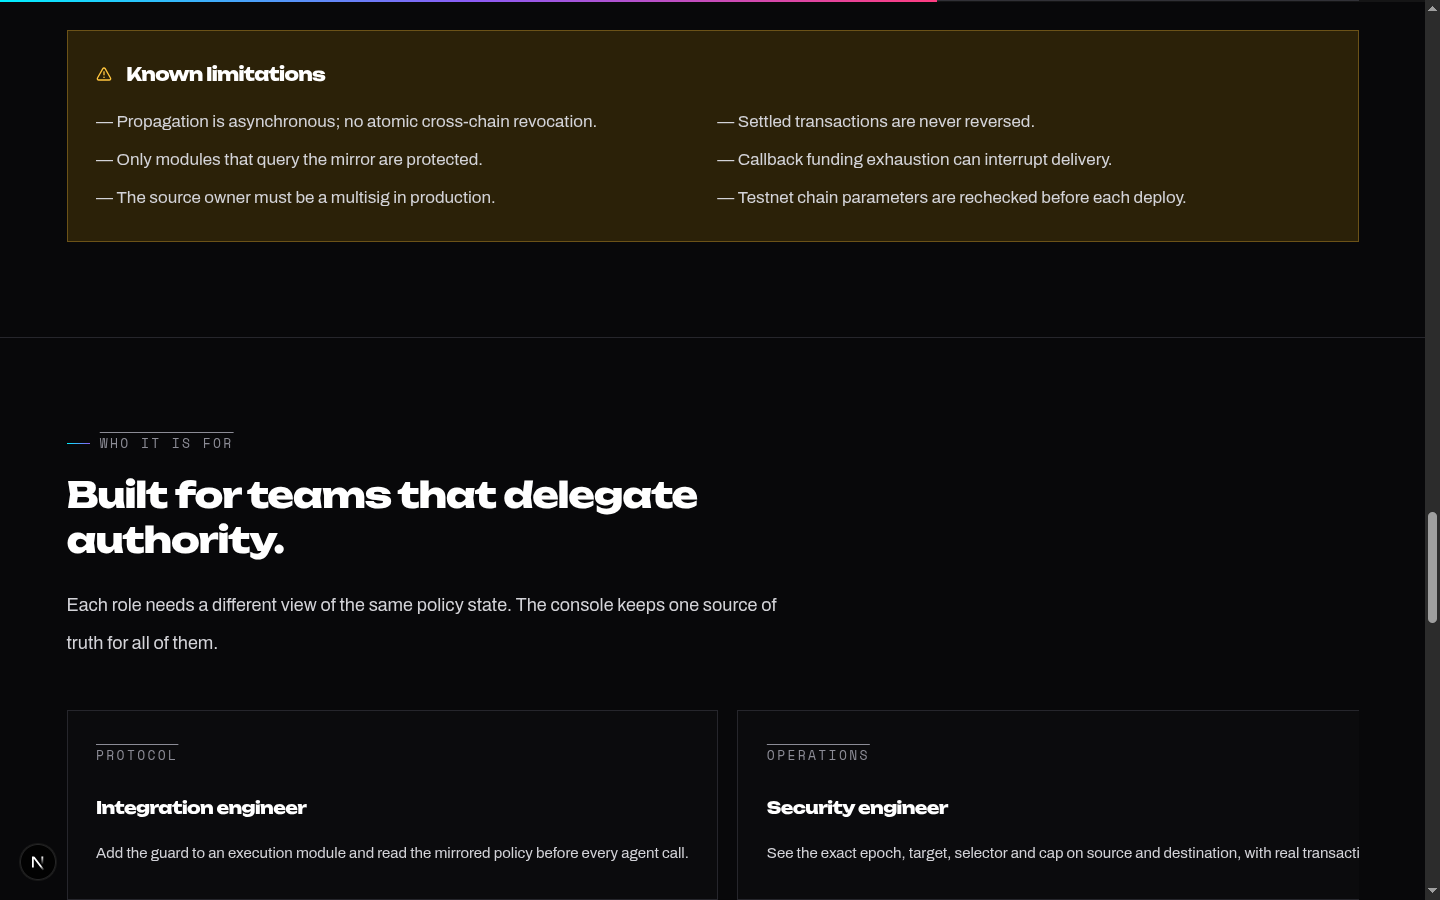 Known limitations
— Propagation is asynchronous; no atomic cross-chain revocation.
— Settled transactions are never reversed.
— Only modules that query the mirror are protected.
— Callback funding exhaustion can interrupt delivery.
— The source owner must be a multisig in production.
— Testnet chain parameters are rechecked before each deploy.
WHO IT IS FOR
Built for teams that delegate
authority.
Each role needs a different view of the same policy state. The console keeps one source of
truth for all of them.
PROTOCOL
Integration engineer
Add the guard to an execution module and read the mirrored policy before every agent call.
OPERATIONS
Security engineer
See the exact epoch, target, selector and cap on source and destination, with real transacti
N